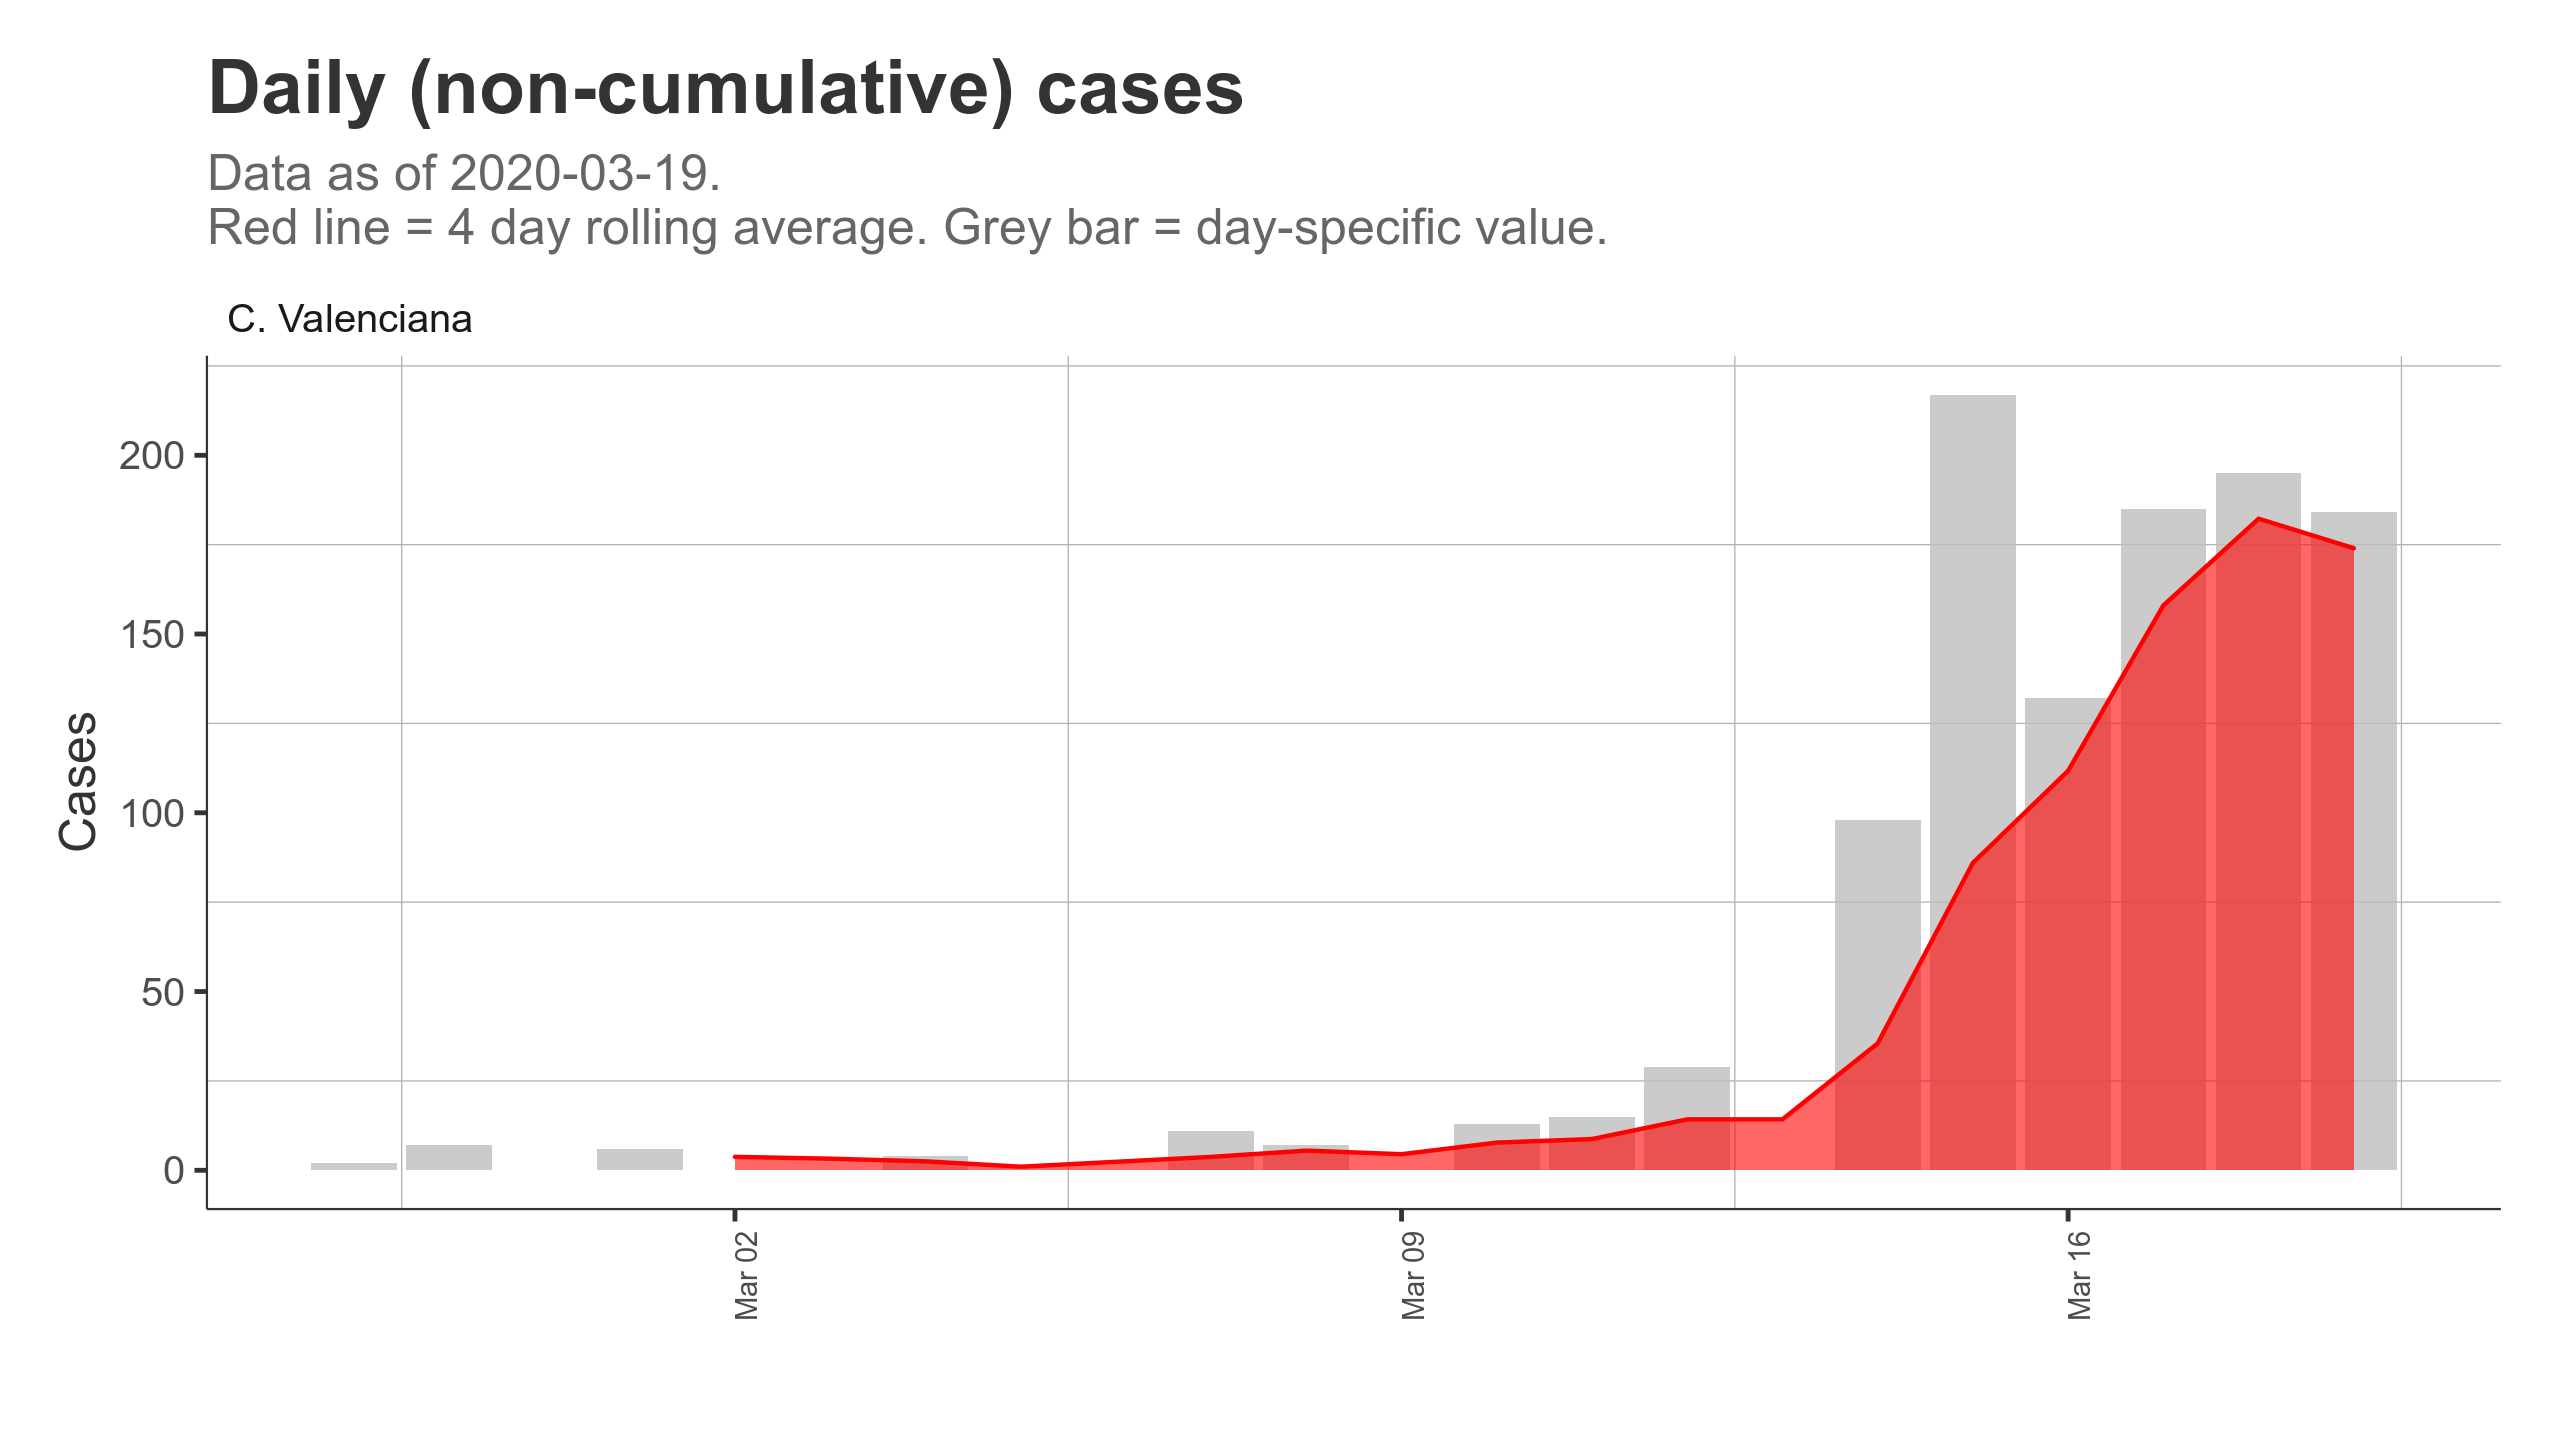 Daily (non-cumulative) cases
Data as of 2020-03-19.
Red line = 4 day rolling average. Grey bar = day-specific value.
C. Valenciana
Cases
200
150
100
50
0
Mar 02
Mar 09
Mar 16